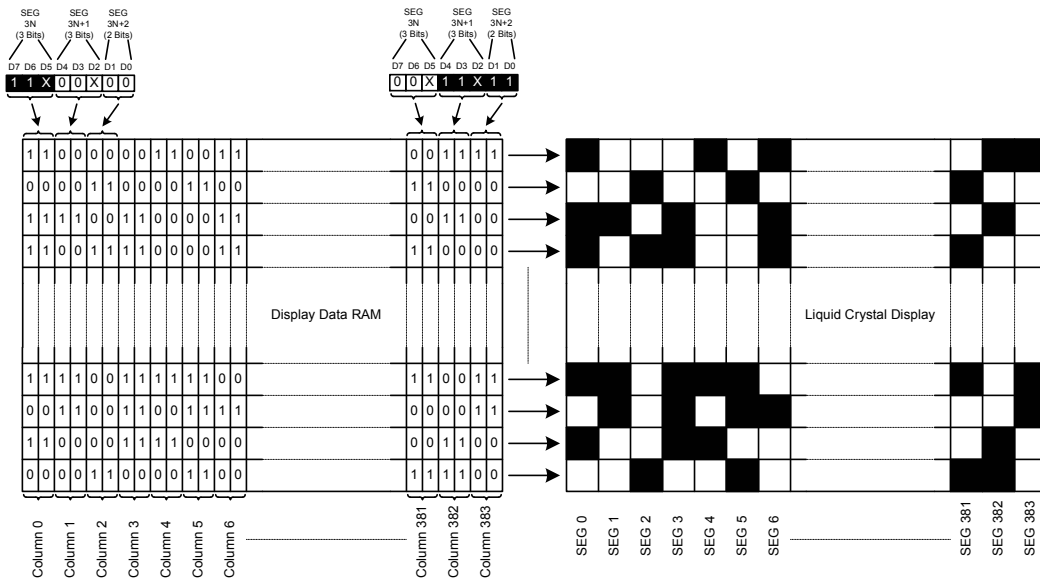 SEG SEG SEG SEG SEG SEG
3N 3N+1 3N+2 3N 3N+1 3N+2
(3 Bits) (3 Bits) (2 Bits) (3 Bits) (3 Bits) (2 Bits)
D7 D6 D5 D4 D3 D2 D1 D0 D7 D6 D5 D4 D3 D2 D1 D0
1 1 X 0 0 X 0 0 0 0 X 1 1 X 1 1
1 1 0 0 0 0 0 0 1 1 0 0 1 1 0 0 1 1 1 1
0 0 0 0 1 1 0 0 0 0 1 1 0 0 1 1 0 0 0 0
1 1 1 1 0 0 1 1 0 0 0 0 1 1 0 0 1 1 0 0
1 1 0 0 1 1 1 1 0 0 0 0 1 1 1 1 0 0 0 0
Display Data RAM Liquid Crystal Display
1 1 1 1 0 0 1 1 1 1 1 1 0 0 1 1 0 0 1 1
0 0 1 1 0 0 1 1 0 0 1 1 1 1 0 0 0 0 1 1
1 1 0 0 0 0 1 1 1 1 0 0 0 0 0 0 1 1 0 0
0 0 0 0 1 1 0 0 0 0 1 1 0 0 1 1 1 1 0 0
Column 0
Column 1
Column 2
Column 3
Column 4
Column 5
Column 6
Column 381
Column 382
Column 383
SEG 0
SEG 1
SEG 2
SEG 3
SEG 4
SEG 5
SEG 6
SEG 381
SEG 382
SEG 383